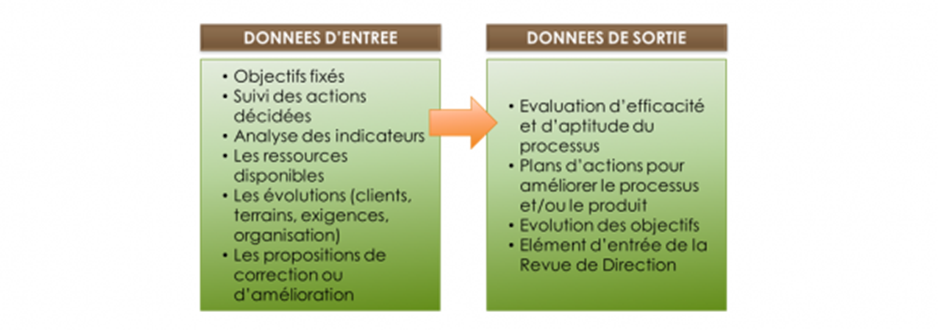 DONNEES D'ENTREE
• Objectifs fixés
• Suivi des actions
décidées
• Analyse des indicateurs
• Les ressources
disponibles
• Les évolutions (clients,
terrains, exigences,
organisation)
• Les propositions de
correction ou
d'amélioration
DONNEES DE SORTIE
• Evaluation d'efficacité
et d'aptitude du
processus
• Plans d'actions pour
améliorer le processus
et/ou le produit
• Evolution des objectifs
• Elément d'entrée de la
Revue de Direction